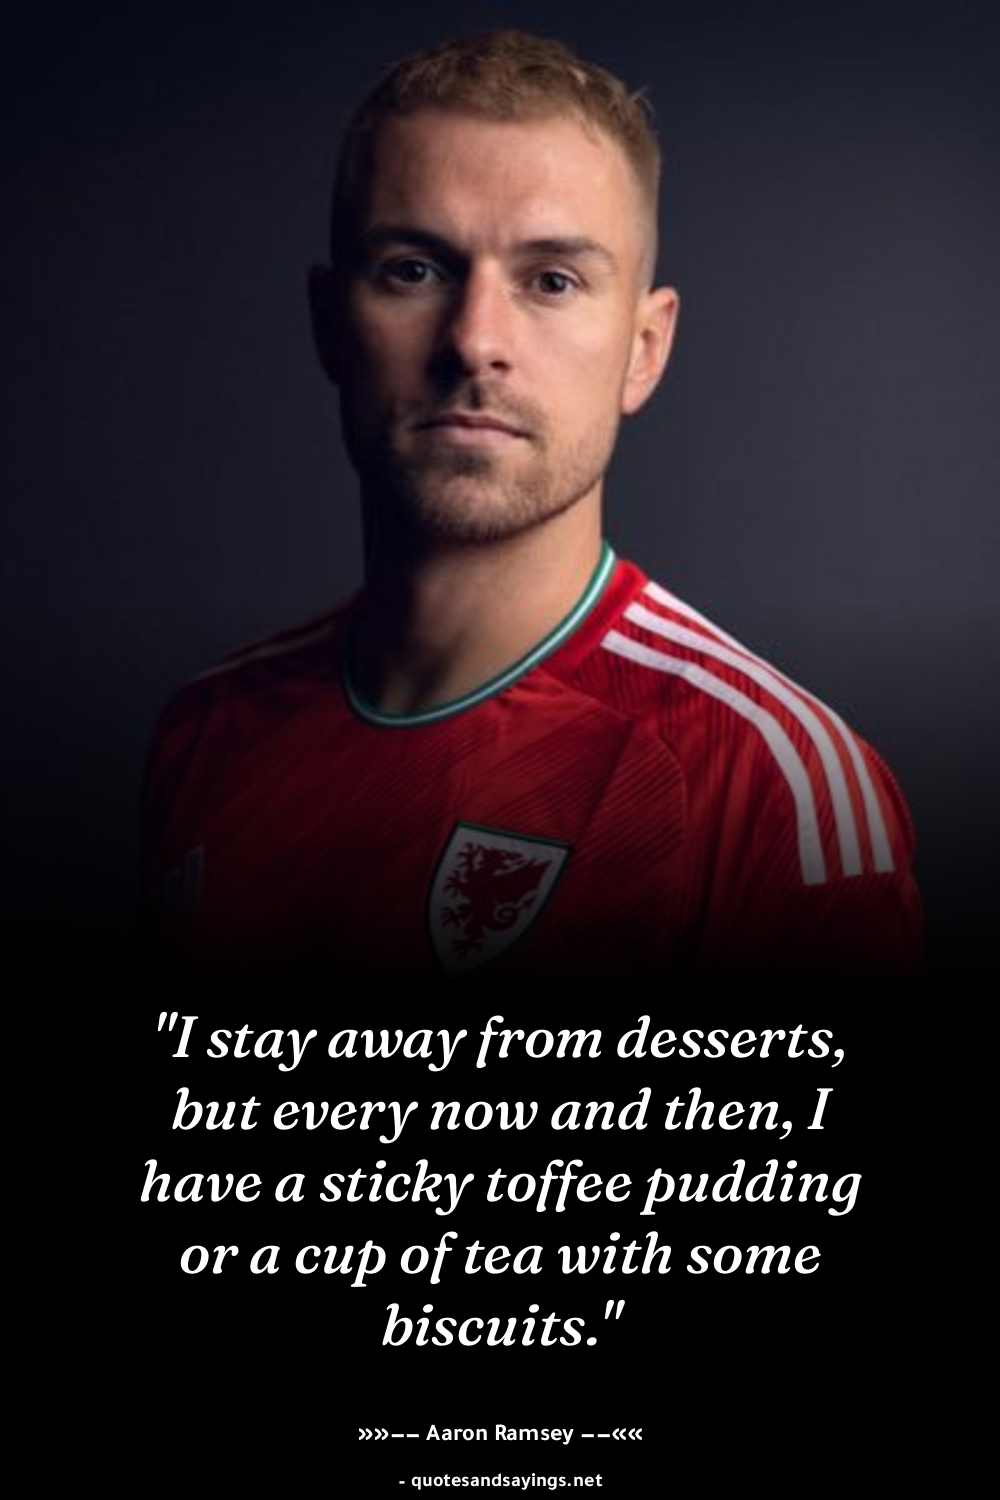 "I stay away from desserts,
but every now and then, I
have a sticky toffee pudding
or a cup of tea with some
biscuits."
»»−− Aaron Ramsey −−««
- quotesandsayings.net